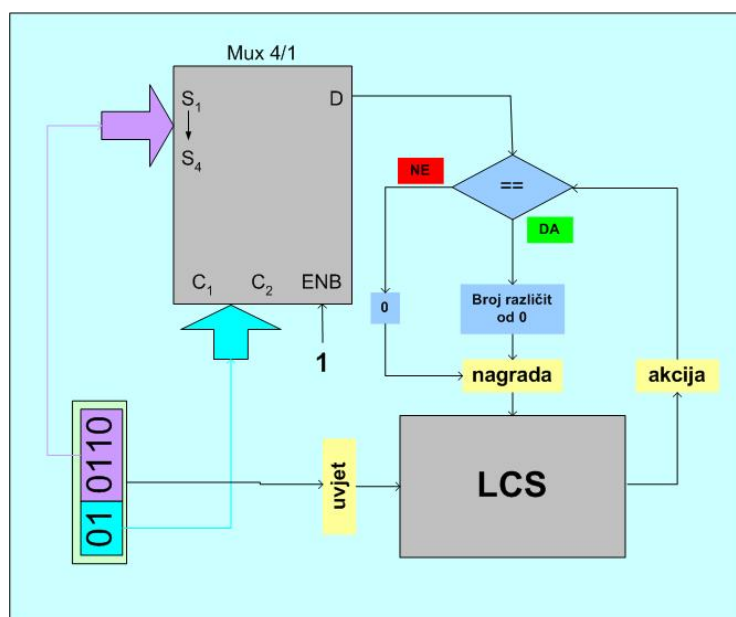 Mux 4/1
S1
D
S4
NE
==
DA
C1
C2
ENB
0
Broj različit
od 0
1
nagrada
akcija
01 0110
uvjet
LCS